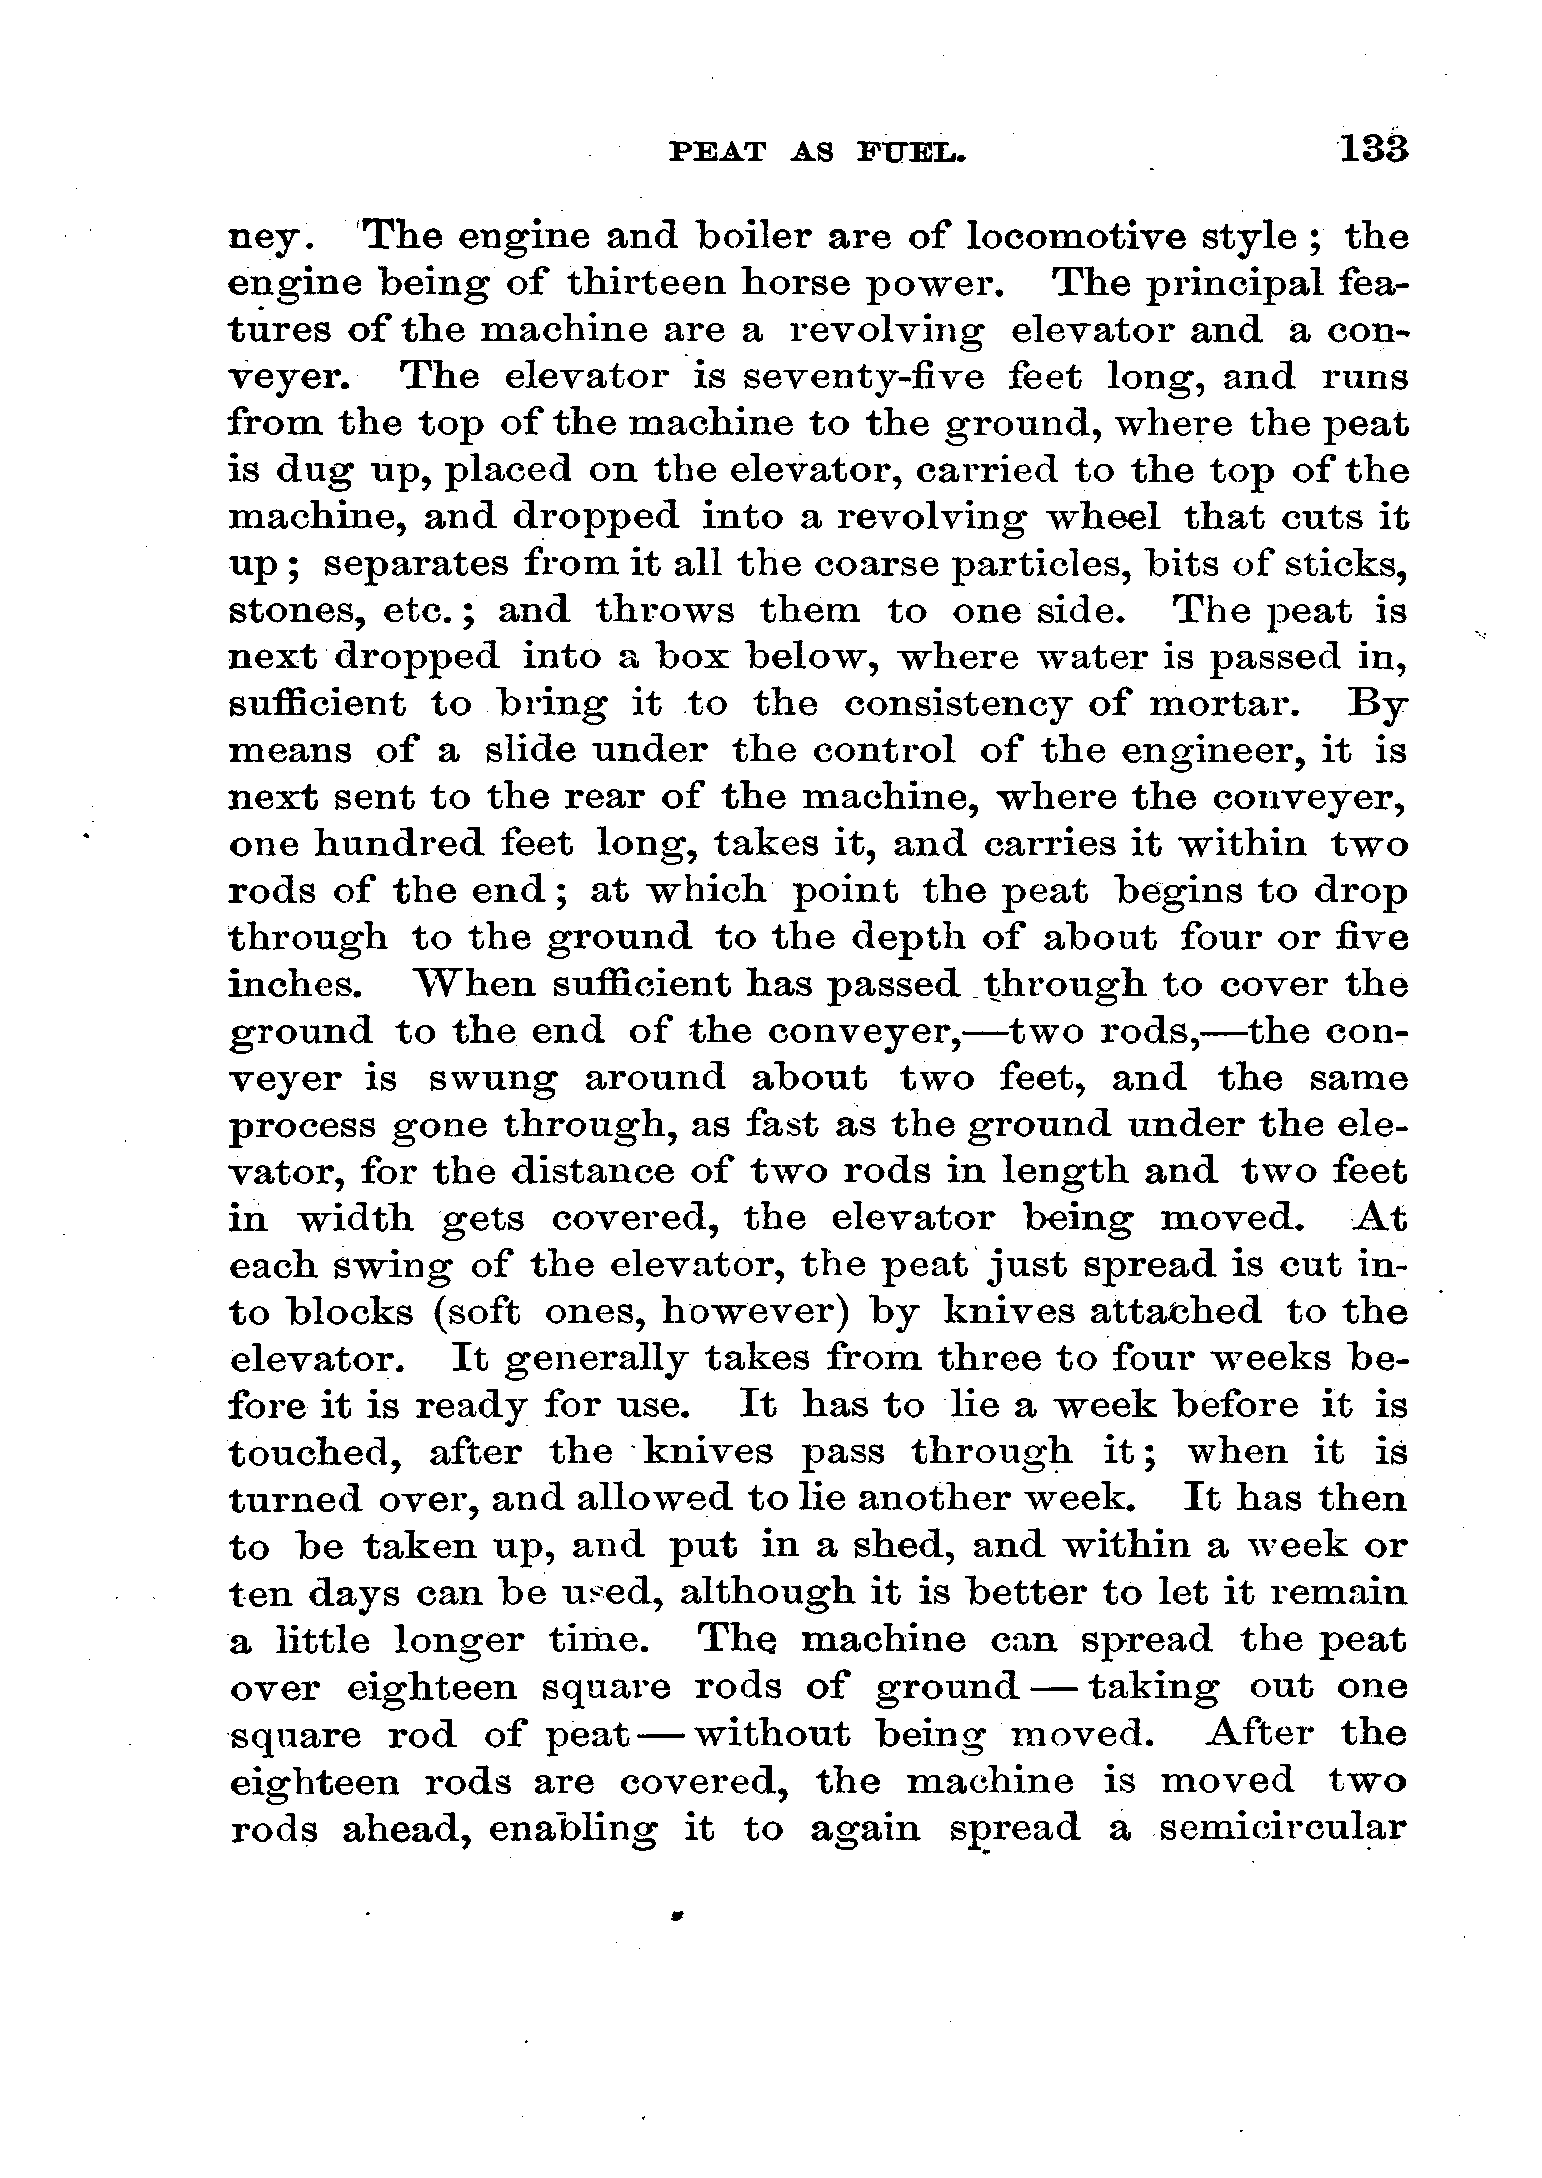 PEAT AS FUEL. 133
ney. The engine and boiler are of locomotive style; the
engine being of thirteen horse power. The principal fea-
tures of the machine are a revolving elevator and a con-
veyer. The elevator is seventy-five feet long, and runs
from the top of the machine to the ground, where the peat
is dug up, placed on the elevator, carried to the top of the
machine, and dropped into a revolving wheel that cuts it
up; separates from it all the coarse particles, bits of sticks,
stones, etc.; and throws them to one side. The peat is
next dropped into a box below, where water is passed in,
sufficient to bring it to the consistency of mortar. By
means of a slide under the control of the engineer, it is
next sent to the rear of the machine, where the conveyer,
one hundred feet long, takes it, and carries it within two
rods of the end; at which point the peat begins to drop
through to the ground to the depth of about four or five
inches. When sufficient has passed through to cover the
ground to the end of the conveyer,—two rods,—the con-
veyer is swung around about two feet, and the same
process gone through, as fast as the ground under the ele-
vator, for the distance of two rods in length and two feet
in width gets covered, the elevator being moved. At
each swing of the elevator, the peat just spread is cut in-
to blocks (soft ones, however) by knives attached to the
elevator. It generally takes from three to four weeks be-
fore it is ready for use. It has to lie a week before it is
touched, after the knives pass through it; when it is
turned over, and allowed to lie another week. It has then
to be taken up, and put in a shed, and within a week or
ten days can be used, although it is better to let it remain
a little longer time. The machine can spread the peat
over eighteen square rods of ground — taking out one
square rod of peat — without being moved. After the
eighteen rods are covered, the machine is moved two
rods ahead, enabling it to again spread a semicircular